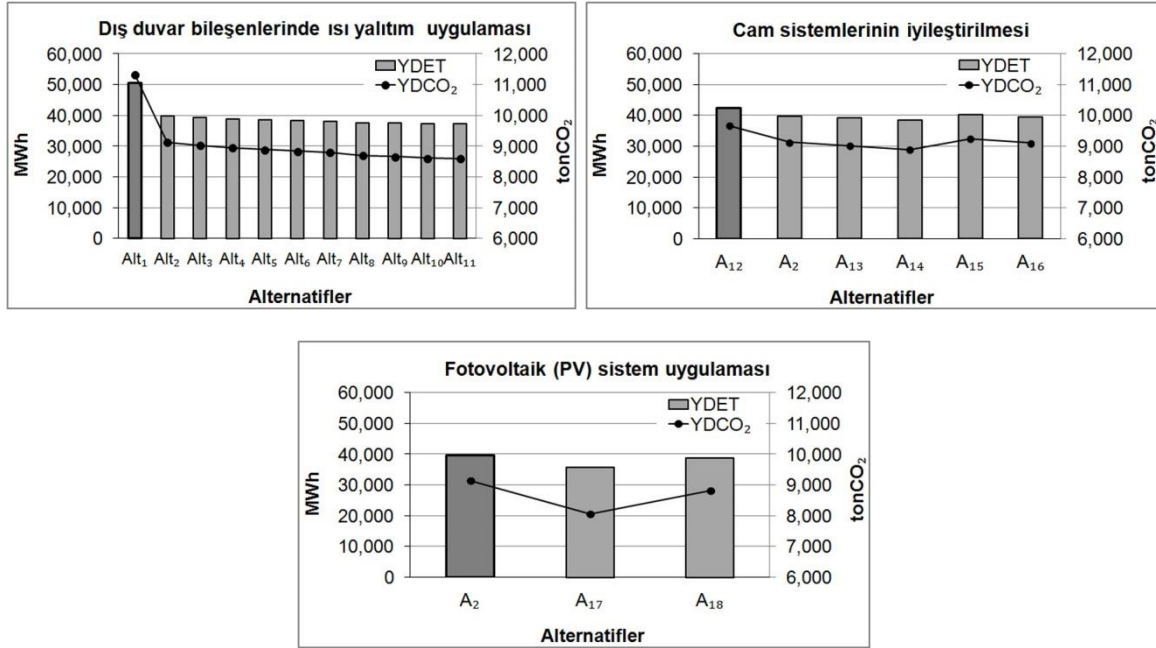 Dış duvar bileşenlerinde ısı yalıtım uygulaması
60,000
50,000
40,000
30,000
20,000
10,000
0
MWh
12,000
11,000
10,000
9,000
8,000
7,000
6,000
tonCO₂
YDET
YDCO₂
Alt₁ Alt₂ Alt₃ Alt₄ Alt₅ Alt₆ Alt₇ Alt₈ Alt₉ Alt₁₀ Alt₁₁
Alternatifler
Cam sistemlerinin iyileştirilmesi
60,000
50,000
40,000
30,000
20,000
10,000
0
MWh
12,000
11,000
10,000
9,000
8,000
7,000
6,000
tonCO₂
YDET
YDCO₂
A₁₂ A₂ A₁₃ A₁₄ A₁₅ A₁₆
Alternatifler
Fotovoltaik (PV) sistem uygulaması
60,000
50,000
40,000
30,000
20,000
10,000
0
MWh
12,000
11,000
10,000
9,000
8,000
7,000
6,000
tonCO₂
YDET
YDCO₂
A₂ A₁₇ A₁₈
Alternatifler